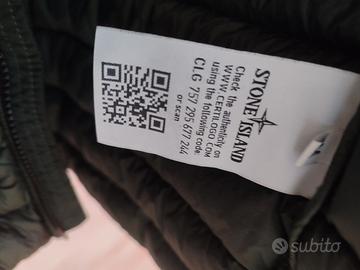 STONE ISLAND
Check the authenticity on
WWW.CERTILOGO.COM
using the following code:
CLG 757 295 677 244
or scan
subito